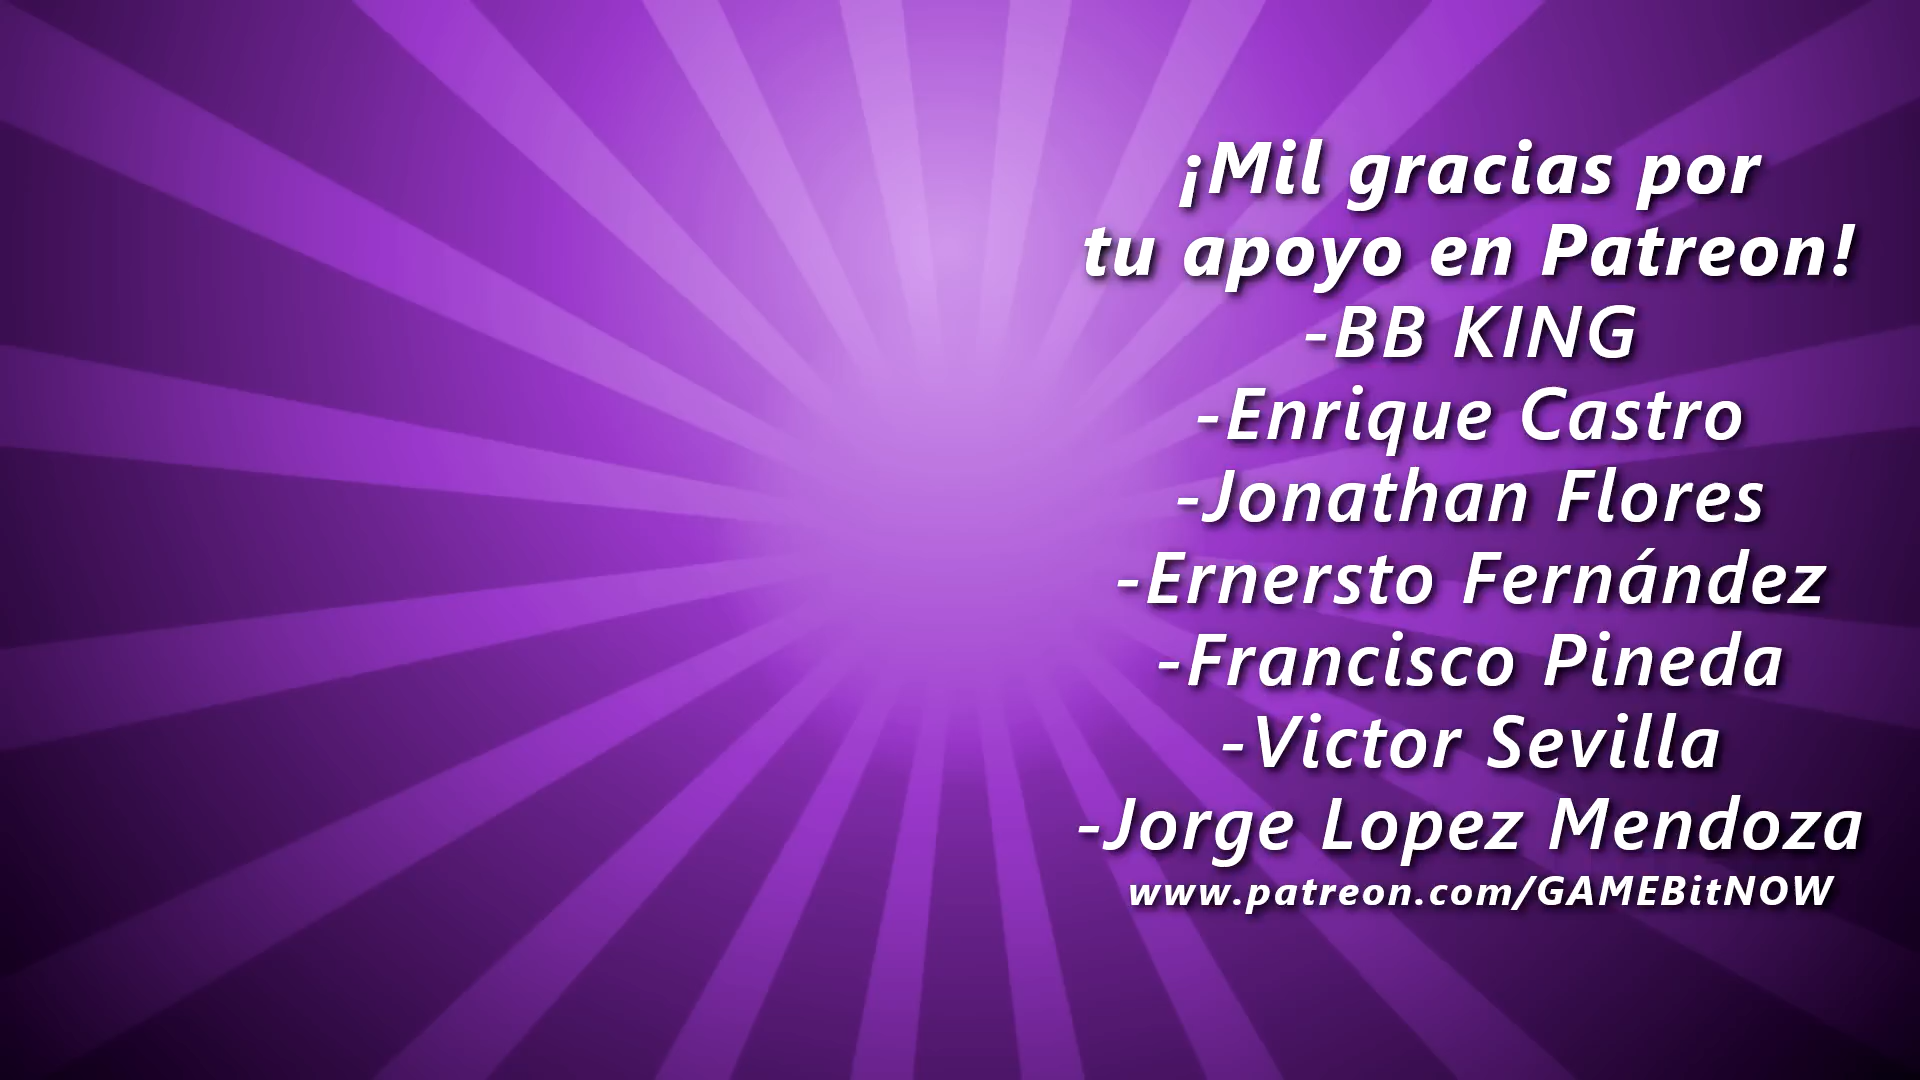 ¡Mil gracias por
tu apoyo en Patreon!
-BB KING
-Enrique Castro
-Jonathan Flores
-Ernersto Fernández
-Francisco Pineda
-Victor Sevilla
-Jorge Lopez Mendoza
www.patreon.com/GAMEBitNOW